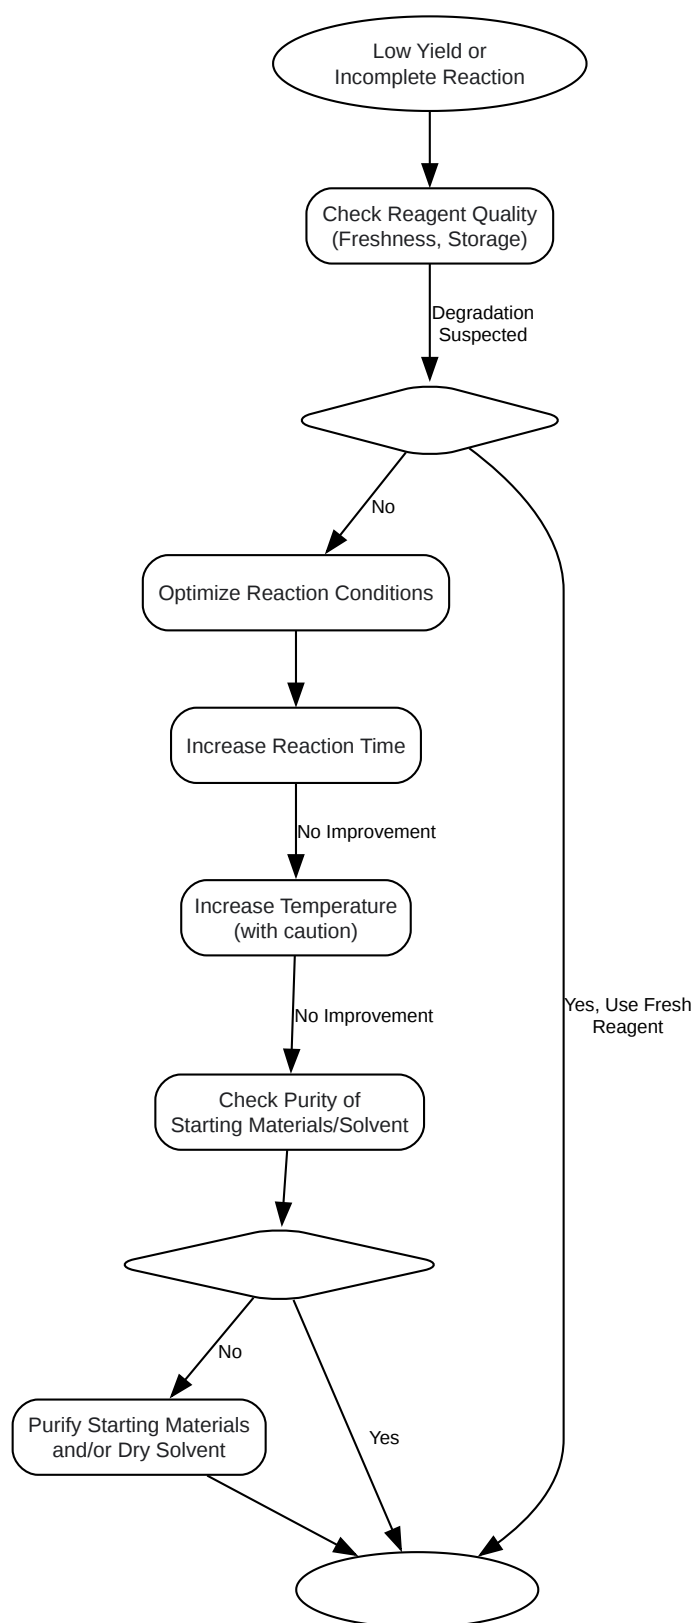 Low Yield or
Incomplete Reaction
Check Reagent Quality
(Freshness, Storage)
Degradation
Suspected
No
Optimize Reaction Conditions
Increase Reaction Time
No Improvement
Increase Temperature
(with caution)
No Improvement
Yes, Use Fresh
Reagent
Check Purity of
Starting Materials/Solvent
No
Purify Starting Materials
and/or Dry Solvent
Yes